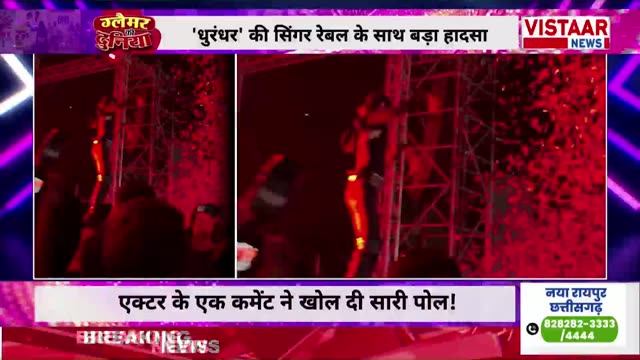 ग्लैमर
की
दुनिया
'धुरंधर' की सिंगर रेबल के साथ बड़ा हादसा
VISTAAR
NEWS
एक्टर के एक कमेंट ने खोल दी सारी पोल!
नया रायपुर
छत्तीसगढ़
828282-3333
/4444
BREAKING
NEWS